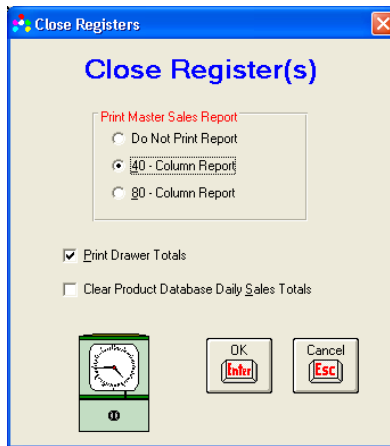 Close Registers
Close Register(s)
Print Master Sales Report
Do Not Print Report
40 - Column Report
80 - Column Report
Print Drawer Totals
Clear Product Database Daily Sales Totals
OK
Enter
Cancel
Esc